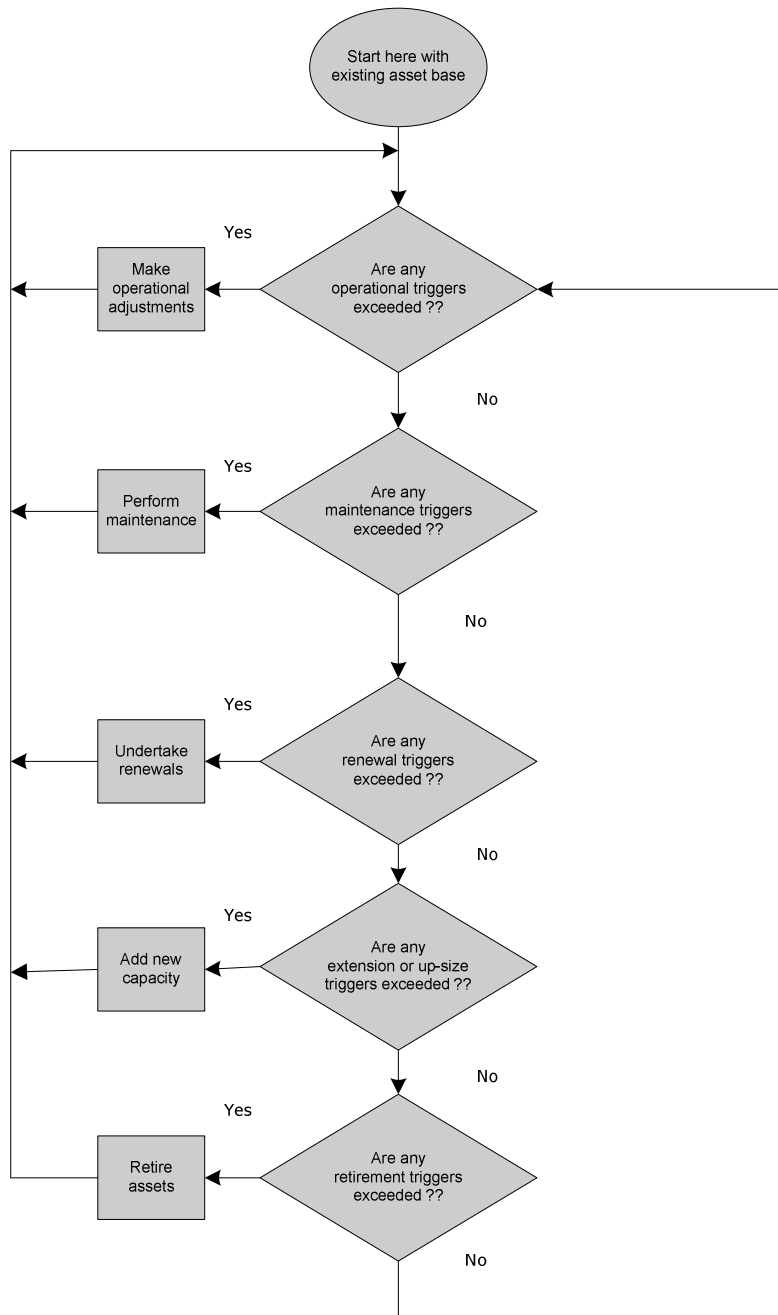 Start here with
existing asset base
Yes
Make
operational
adjustments
Are any
operational triggers
exceeded ??
No
Yes
Perform
maintenance
Are any
maintenance triggers
exceeded ??
No
Yes
Undertake
renewals
Are any
renewal triggers
exceeded ??
No
Yes
Add new
capacity
Are any
extension or up-size
triggers exceeded ??
No
Yes
Retire
assets
Are any
retirement triggers
exceeded ??
No